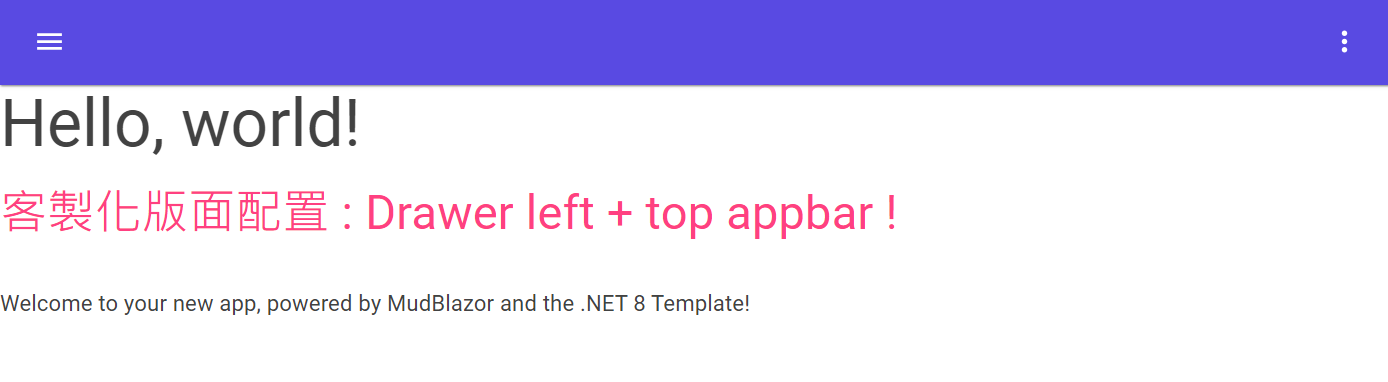 Hello, world!
客製化版面配置 : Drawer left + top appbar !
Welcome to your new app, powered by MudBlazor and the .NET 8 Template!